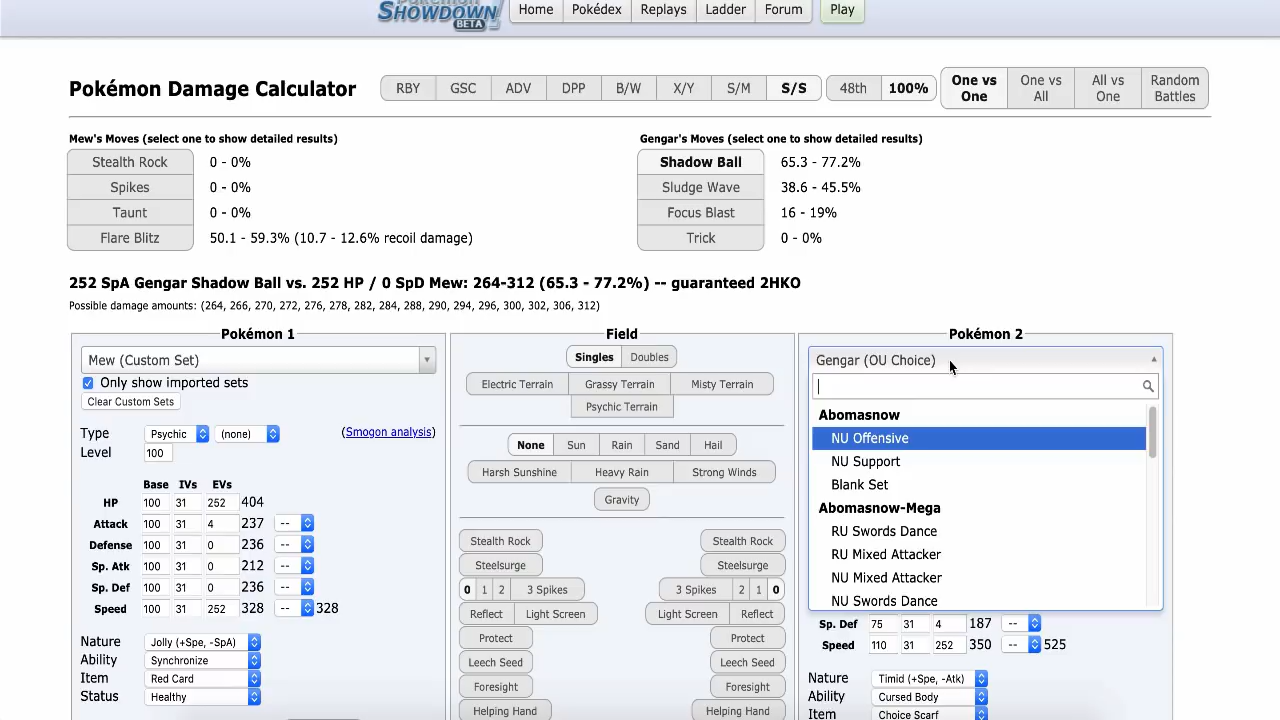 SHOWDOWN
BETA
Home Pokédex Replays Ladder Forum Play
Pokémon Damage Calculator RBY GSC ADV DPP B/W X/Y S/M S/S 48th 100% One vs One One vs All All vs One Random Battles
Mew's Moves (select one to show detailed results) Gengar's Moves (select one to show detailed results)
Stealth Rock 0 - 0% Shadow Ball 65.3 - 77.2%
Spikes 0 - 0% Sludge Wave 38.6 - 45.5%
Taunt 0 - 0% Focus Blast 16 - 19%
Flare Blitz 50.1 - 59.3% (10.7 - 12.6% recoil damage) Trick 0 - 0%
252 SpA Gengar Shadow Ball vs. 252 HP / 0 SpD Mew: 264-312 (65.3 - 77.2%) -- guaranteed 2HKO
Possible damage amounts: (264, 266, 270, 272, 276, 278, 282, 284, 288, 290, 294, 296, 300, 302, 306, 312)
Pokémon 1
Mew (Custom Set)
Only show imported sets
Clear Custom Sets
Type Psychic (none) (Smogon analysis)
Level 100
Base IVs EVs
HP 100 31 252 404
Attack 100 31 4 237 --
Defense 100 31 0 236 --
Sp. Atk 100 31 0 212 --
Sp. Def 100 31 0 236 --
Speed 100 31 252 328 -- 328
Nature Jolly (+Spe, -SpA)
Ability Synchronize
Item Red Card
Status Healthy
Field
Singles Doubles
Electric Terrain Grassy Terrain Misty Terrain
Psychic Terrain
None Sun Rain Sand Hail
Harsh Sunshine Heavy Rain Strong Winds
Gravity
Stealth Rock Stealth Rock
Steelsurge Steelsurge
0 1 2 3 Spikes 3 Spikes 2 1 0
Reflect Light Screen Light Screen Reflect
Protect Protect
Leech Seed Leech Seed
Foresight Foresight
Helping Hand Helping Hand
Pokémon 2
Gengar (OU Choice)
Abomasnow
NU Offensive
NU Support
Blank Set
Abomasnow-Mega
RU Swords Dance
RU Mixed Attacker
NU Mixed Attacker
NU Swords Dance
Sp. Def 75 31 4 187 --
Speed 110 31 252 350 -- 525
Nature Timid (+Spe, -Atk)
Ability Cursed Body
Item Choice Scarf